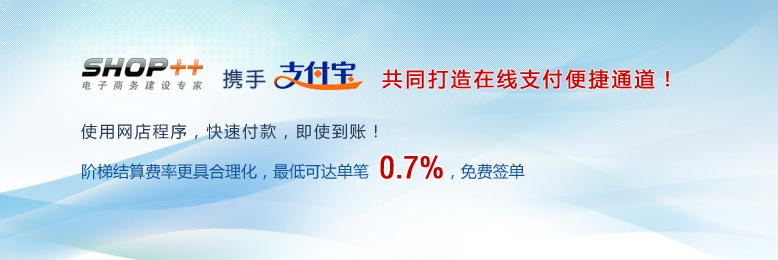 SHOP++ 携手 支付宝 共同打造在线支付便捷通道！
电子商务建设专家
使用网店程序，快速付款，即使到账！
阶梯结算费率更具合理化，最低可达单笔 0.7%，免费签单